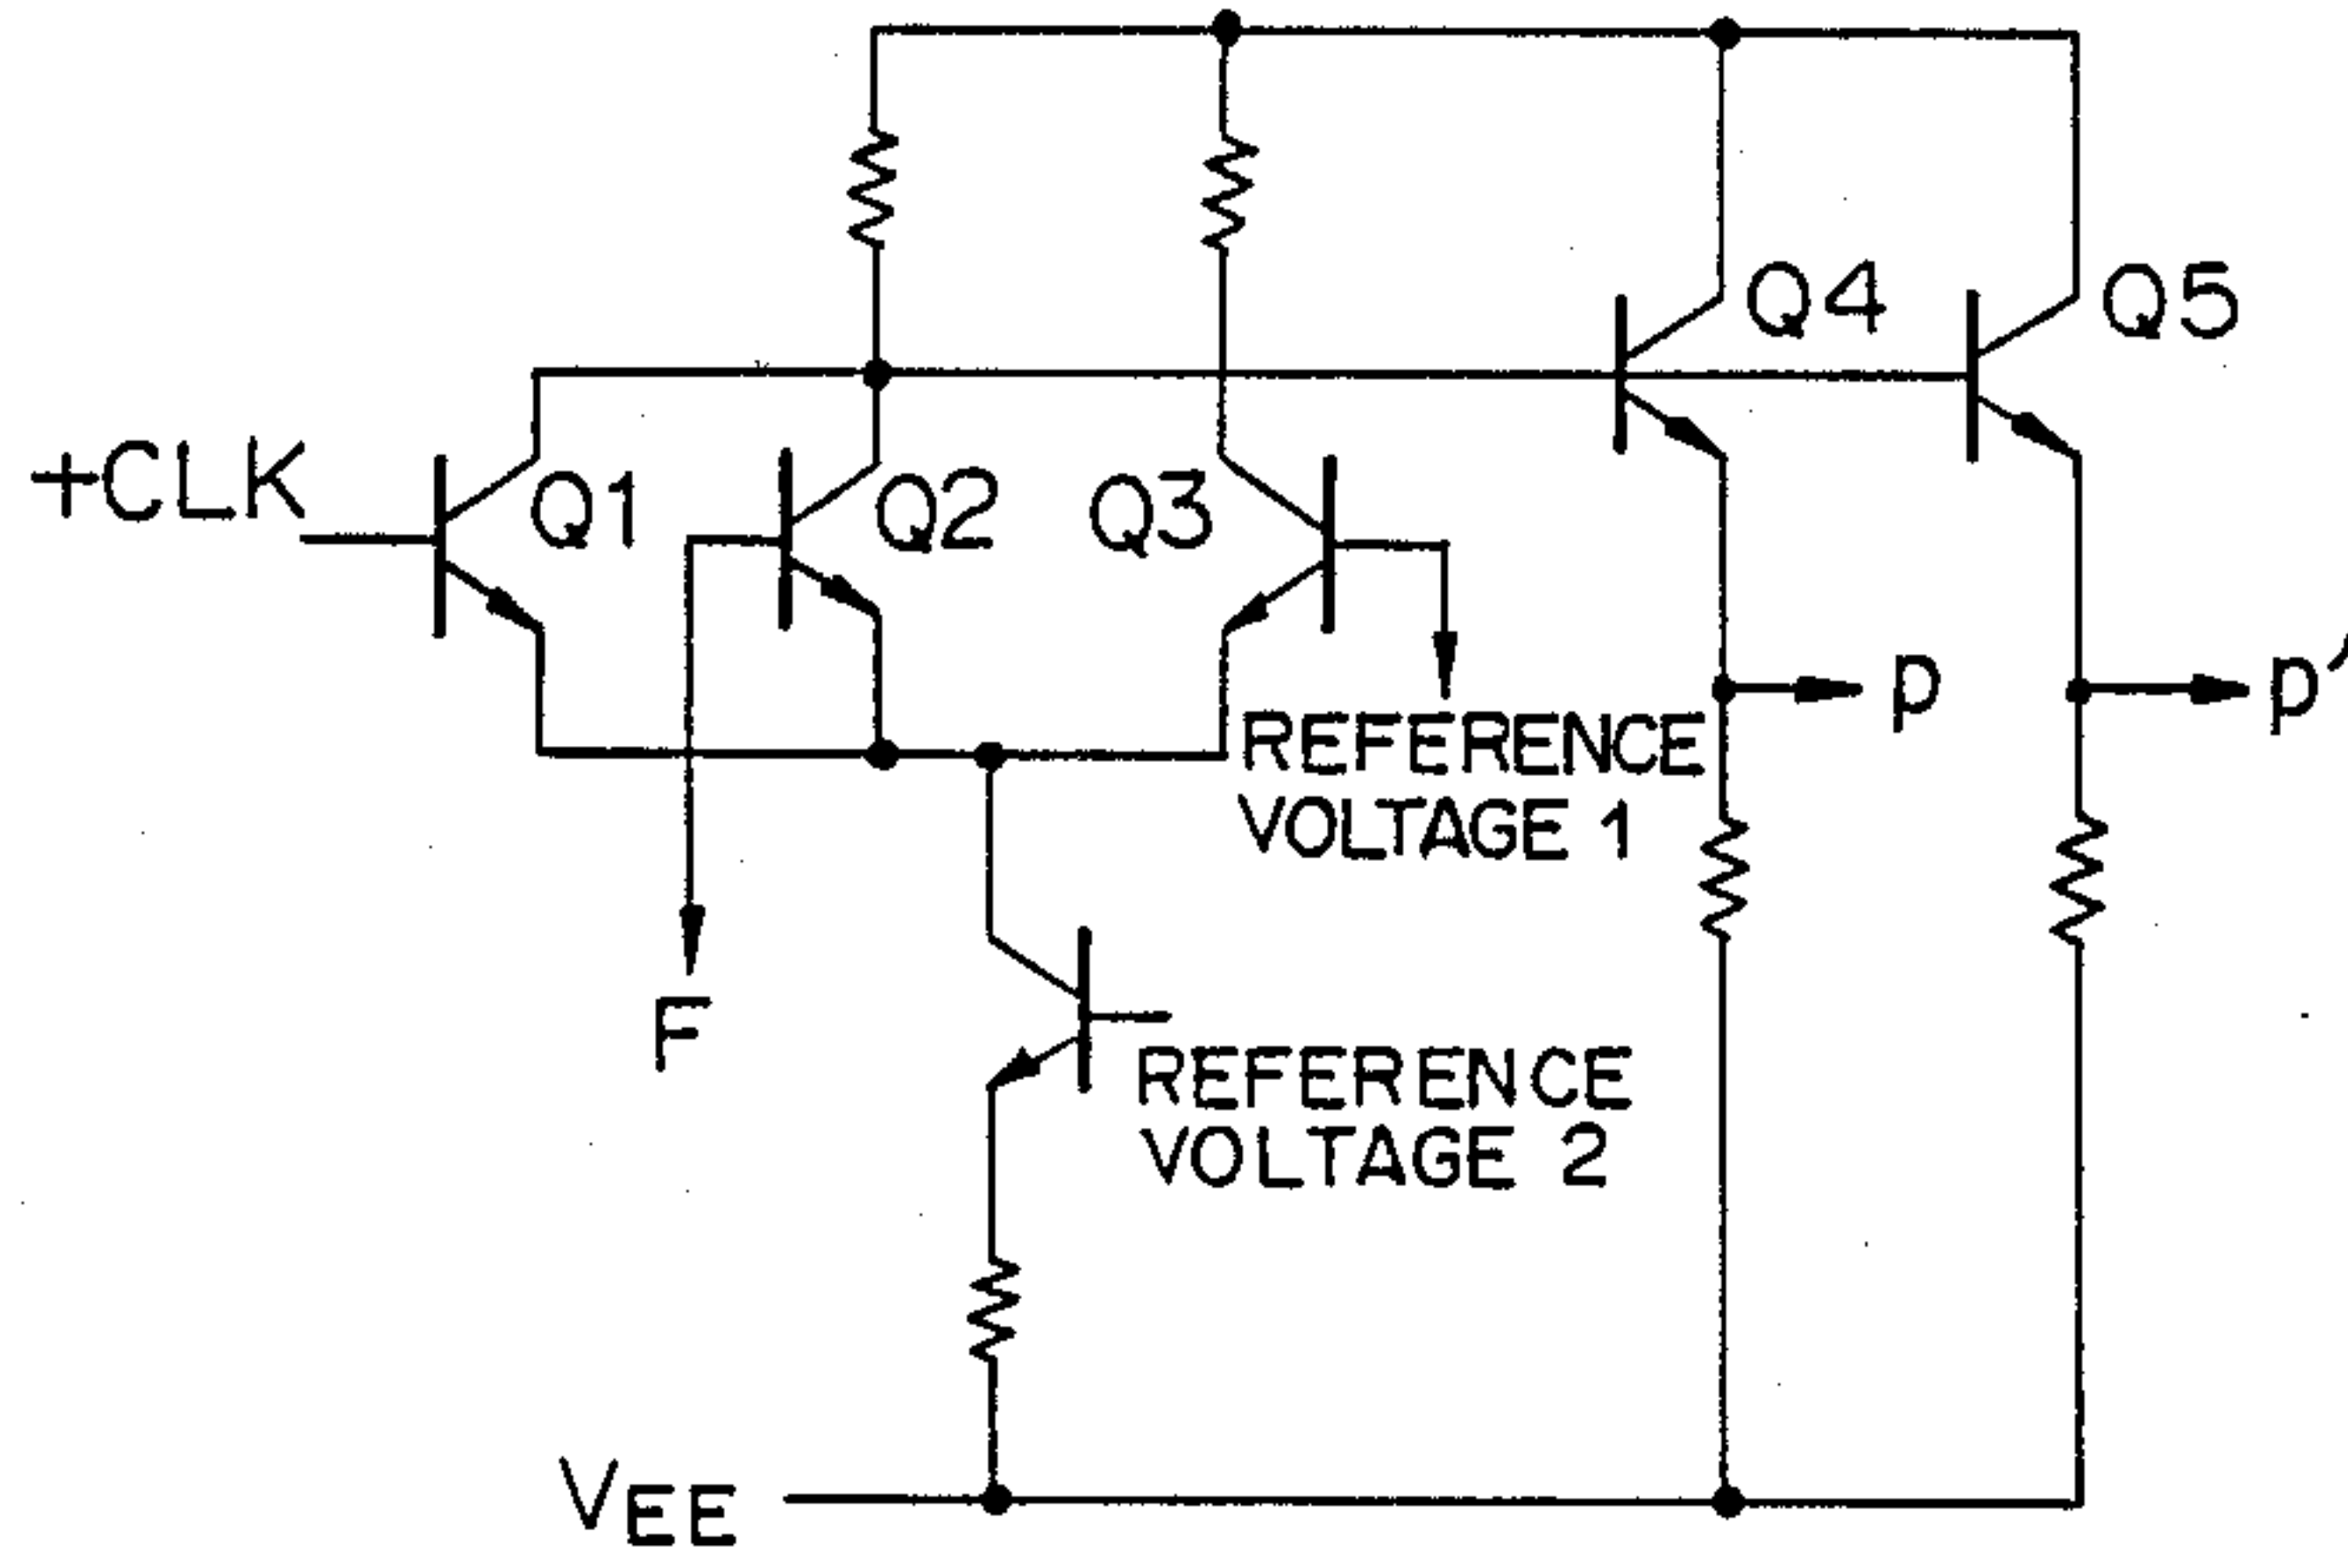 Q4
Q5
+CLK
Q1
Q2
Q3
p
p'
REFERENCE
VOLTAGE 1
F
REFERENCE
VOLTAGE 2
VEE